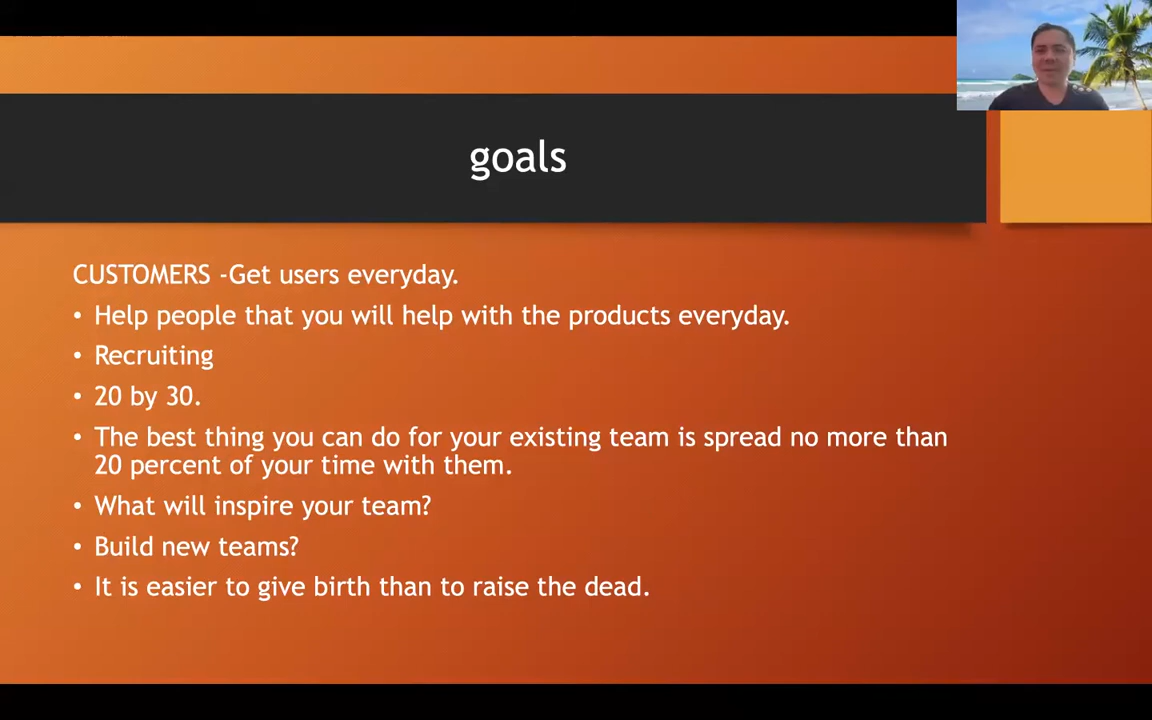 goals
CUSTOMERS -Get users everyday.
• Help people that you will help with the products everyday.
• Recruiting
• 20 by 30.
• The best thing you can do for your existing team is spread no more than
20 percent of your time with them.
• What will inspire your team?
• Build new teams?
• It is easier to give birth than to raise the dead.